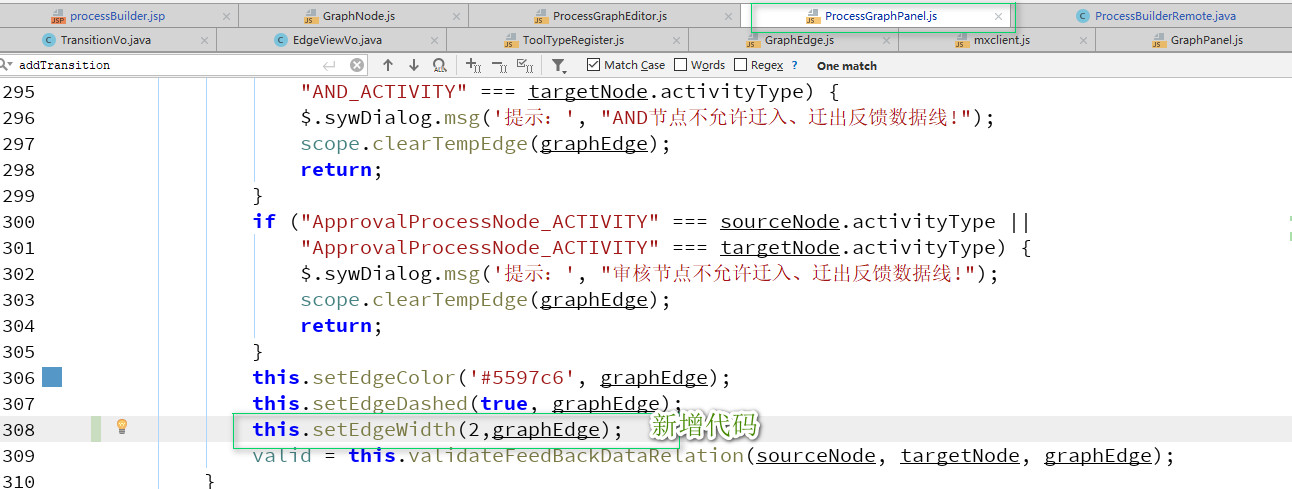 processBuilder.jsp GraphNode.js ProcessGraphEditor.js ProcessGraphPanel.js ProcessBuilderRemote.java
TransitionVo.java EdgeViewVo.java ToolTypeRegister.js GraphEdge.js mxclient.js GraphPanel.js
addTransition Match Case Words Regex ? One match
295 "AND_ACTIVITY" === targetNode.activityType) {
296 $.sywDialog.msg('提示：', "AND节点不允许迁入、迁出反馈数据线!");
297 scope.clearTempEdge(graphEdge);
298 return;
299 }
300 if ("ApprovalProcessNode_ACTIVITY" === sourceNode.activityType ||
301 "ApprovalProcessNode_ACTIVITY" === targetNode.activityType) {
302 $.sywDialog.msg('提示：', "审核节点不允许迁入、迁出反馈数据线!");
303 scope.clearTempEdge(graphEdge);
304 return;
305 }
306 this.setEdgeColor('#5597c6', graphEdge);
307 this.setEdgeDashed(true, graphEdge);
308 this.setEdgeWidth(2,graphEdge); 新增代码
309 valid = this.validateFeedBackDataRelation(sourceNode, targetNode, graphEdge);
310 }